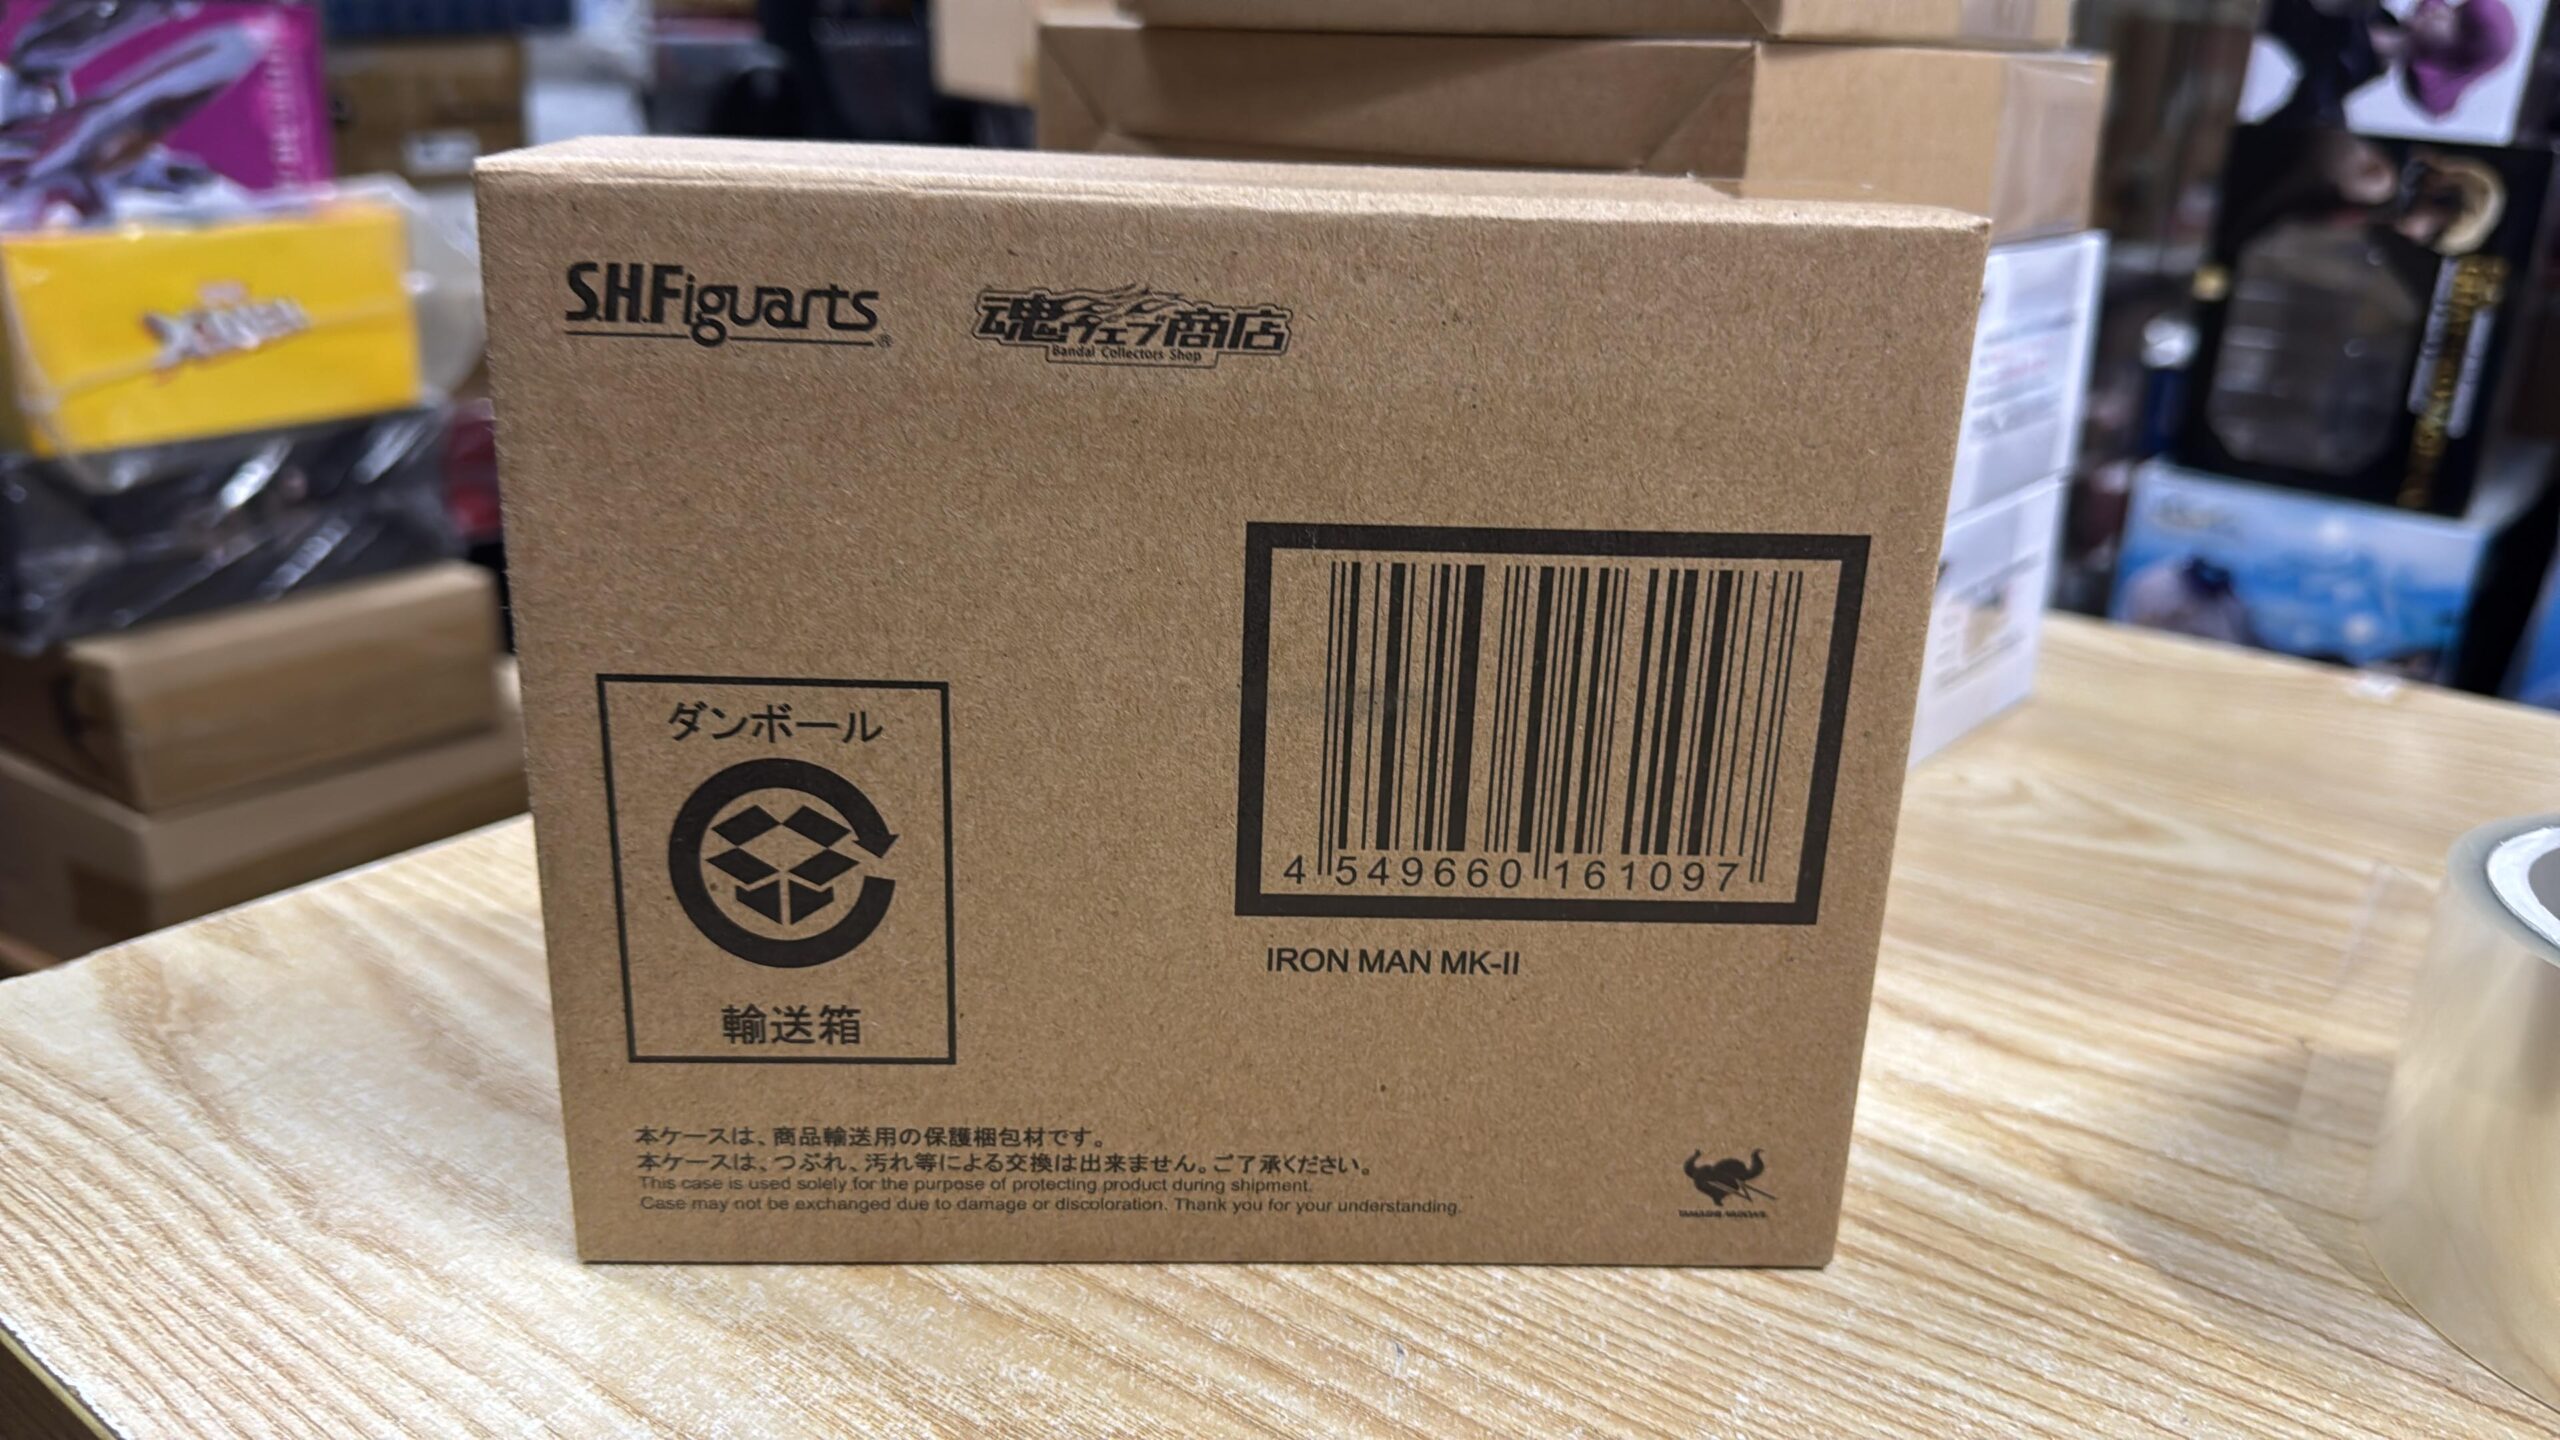 S.H.Figuarts®
魂ウェブ商店
Bandai Collectors Shop
ダンボール
輸送箱
4 549660 161097
IRON MAN MK-II
本ケースは、商品輸送用の保護梱包材です。
本ケースは、つぶれ、汚れ等による交換は出来ません。ご了承ください。
This case is used solely for the purpose of protecting product during shipment.
Case may not be exchanged due to damage or discoloration. Thank you for your understanding.